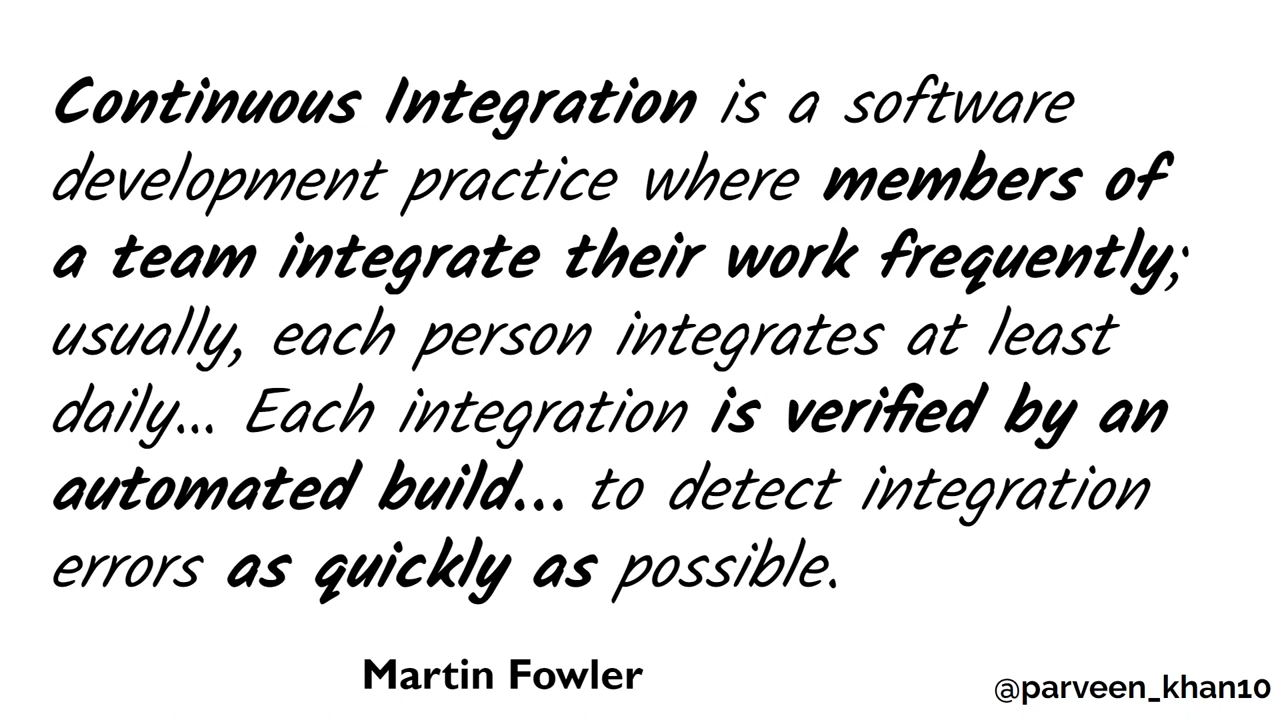 Continuous Integration is a software
development practice where members of
a team integrate their work frequently;
usually, each person integrates at least
daily... Each integration is verified by an
automated build... to detect integration
errors as quickly as possible.
Martin Fowler
@parveen_khan10